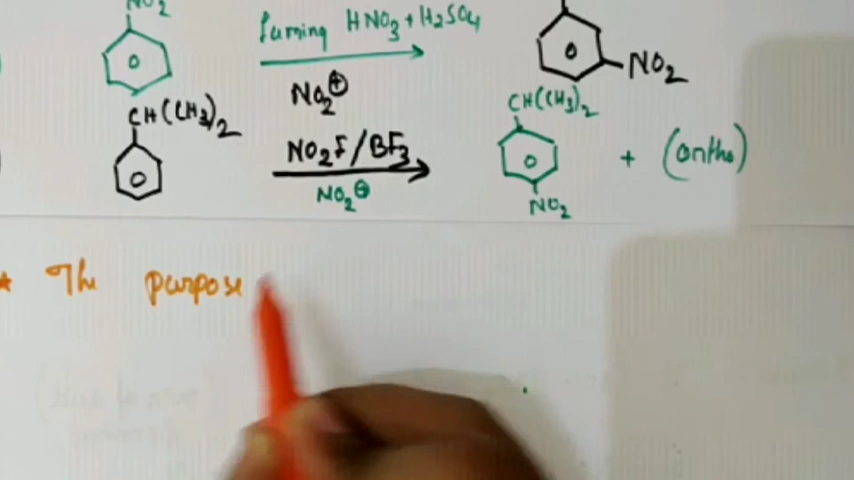 NO2
fuming HNO3 + H2SO4
NO2⊕
NO2
CH(CH3)2
NO2F/BF3
NO2⊕
CH(CH3)2
NO2
+ (ortho)
★ The purpose